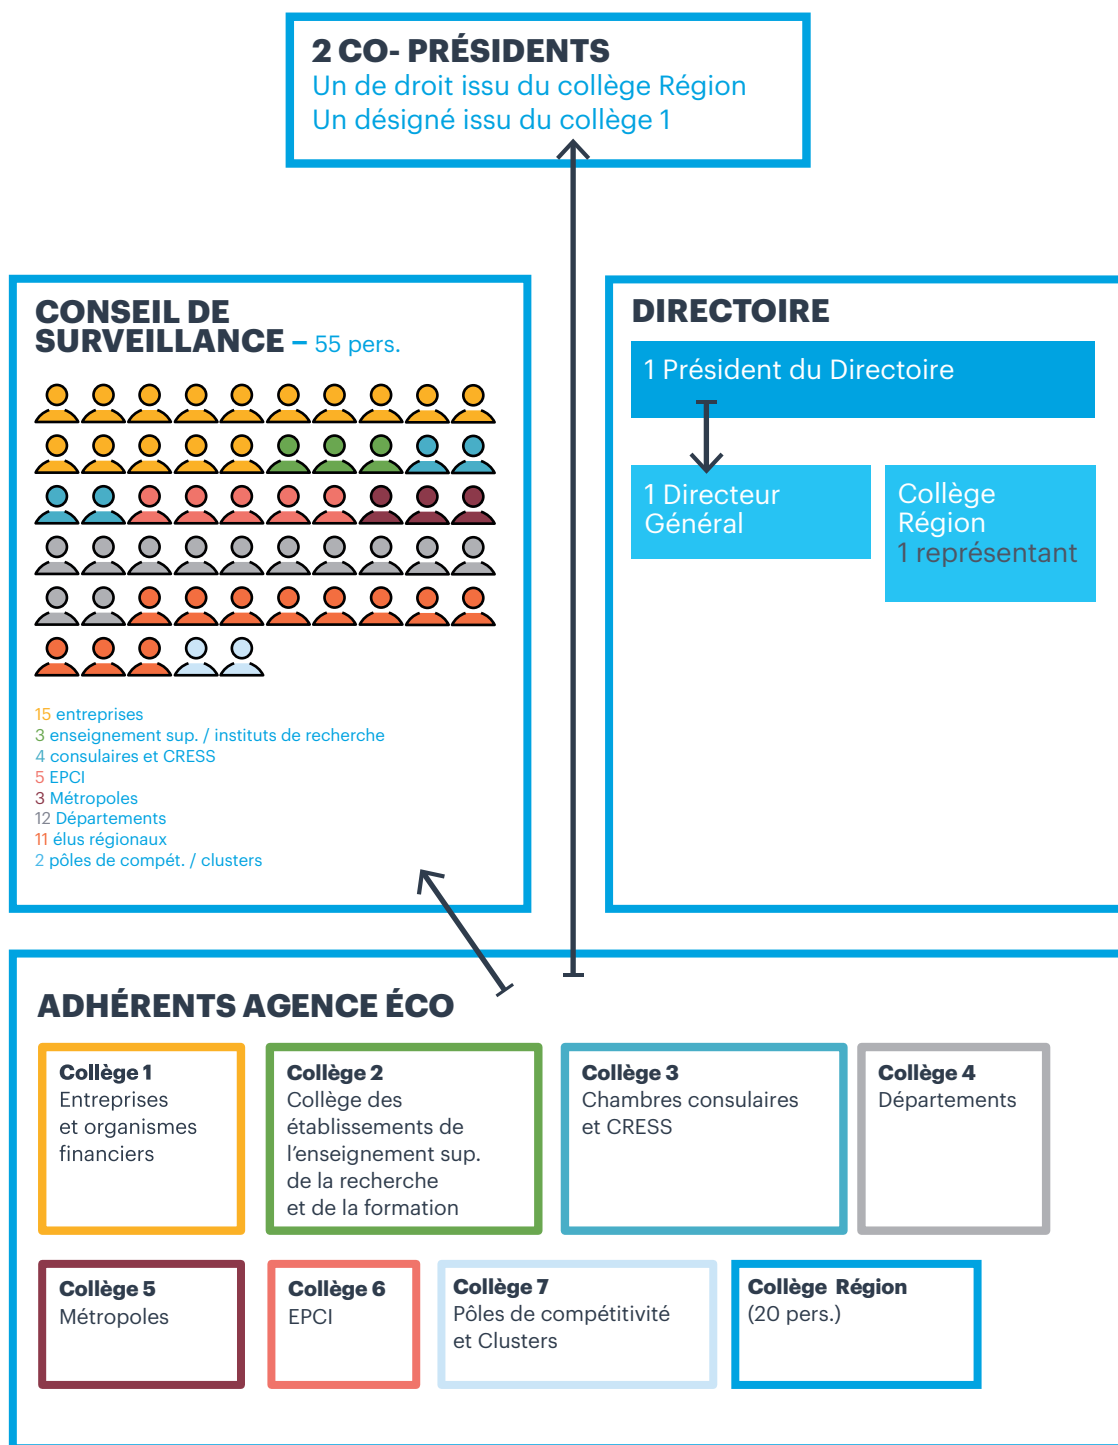 2 CO- PRÉSIDENTS
Un de droit issu du collège Région
Un désigné issu du collège 1
CONSEIL DE
SURVEILLANCE – 55 pers.
15 entreprises
3 enseignement sup. / instituts de recherche
4 consulaires et CRESS
5 EPCI
3 Métropoles
12 Départements
11 élus régionaux
2 pôles de compét. / clusters
DIRECTOIRE
1 Président du Directoire
1 Directeur
Général
Collège
Région
1 représentant
ADHÉRENTS AGENCE ÉCO
Collège 1
Entreprises
et organismes
financiers
Collège 2
Collège des
établissements de
l’enseignement sup.
de la recherche
et de la formation
Collège 3
Chambres consulaires
et CRESS
Collège 4
Départements
Collège 5
Métropoles
Collège 6
EPCI
Collège 7
Pôles de compétitivité
et Clusters
Collège Région
(20 pers.)